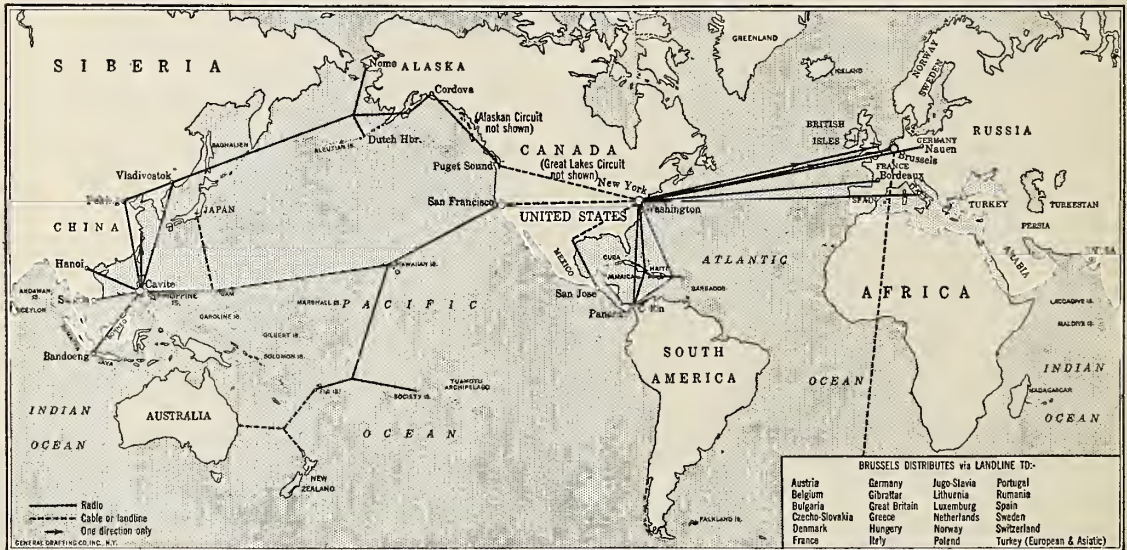 GREENLAND
ICELAND
NORWAY
SWEDEN
SIBERIA
ALASKA
Nome
Cordova
(Alaskan Circuit
not shown)
BRITISH
ISLES
RUSSIA
ALEUTIAN IS.
Dutch Hbr.
CANADA
(Great Lakes Circuit
not shown)
GERMANY
Nauen
Brussels
FRANCE
Bordeaux
Puget Sound
Vladivostok
New York
JAPAN
San Francisco
UNITED STATES
SPAIN
TURKEY
TURKESTAN
CHINA
PERSIA
Hanoi
MEXICO
CUBA
HAITI
JAMAICA
ATLANTIC
ARABIA
HAWAIIAN IS.
Cavite
BARBADOS
AFRICA
MARSHALL IS.
PACIFIC
San Jose
CEYLON
CAROLINE IS.
LACCADIVE IS.
MALDIVE IS.
GILBERT IS.
SOLOMON IS.
Bandoeng
JAVA
SOUTH
AMERICA
OCEAN
INDIAN
OCEAN
MADAGASCAR
TUAMOTU
ARCHIPELAGO
SOCIETY IS.
INDIAN
OCEAN
AUSTRALIA
OCEAN
NEW
ZEALAND
FALKLAND IS.
Radio
Cable or landline
One direction only
GENERAL DRAFTING CO. INC., N.Y.
BRUSSELS DISTRIBUTES via LANDLINE TO:-
Austria Germany Jugo-Slavia Portugal
Belgium Gibraltar Lithuenia Rumania
Bulgaria Great Britain Luxemburg Spain
Czecho-Slovakia Greece Netherlands Sweden
Denmark Hungary Norway Switzerland
France Italy Poland Turkey (European & Asiatic)